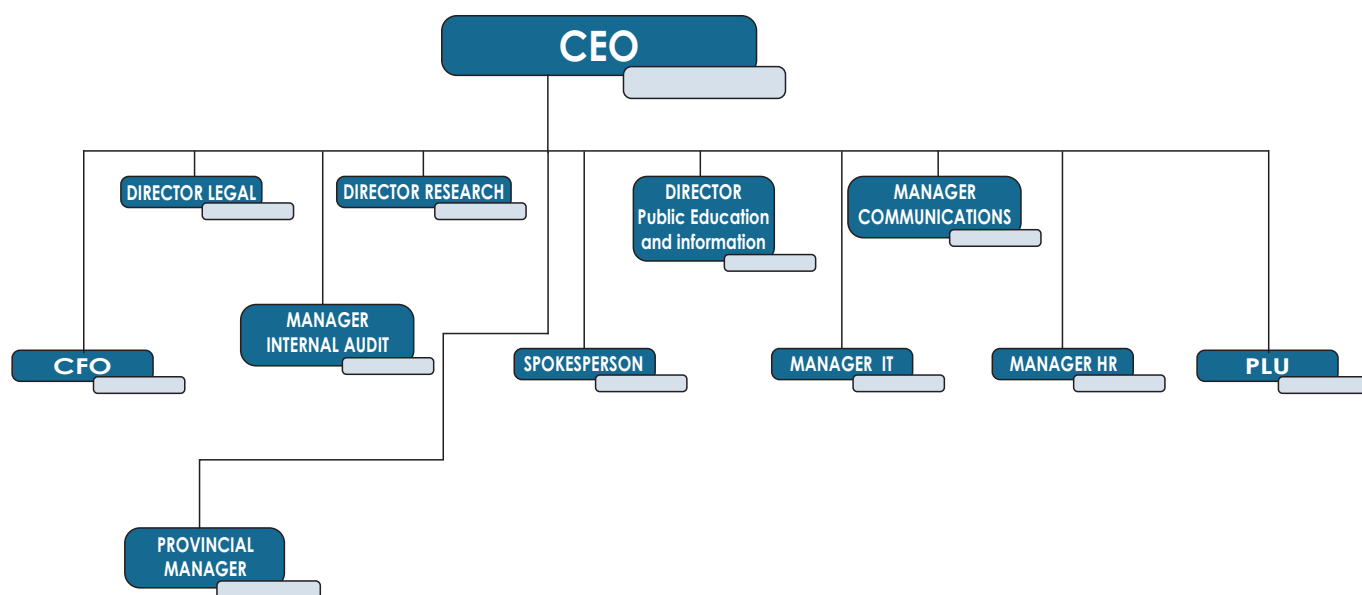 CEO
DIRECTOR LEGAL
DIRECTOR RESEARCH
DIRECTOR
Public Education
and information
MANAGER
COMMUNICATIONS
MANAGER
INTERNAL AUDIT
CFO
SPOKESPERSON
MANAGER IT
MANAGER HR
PLU
PROVINCIAL
MANAGER